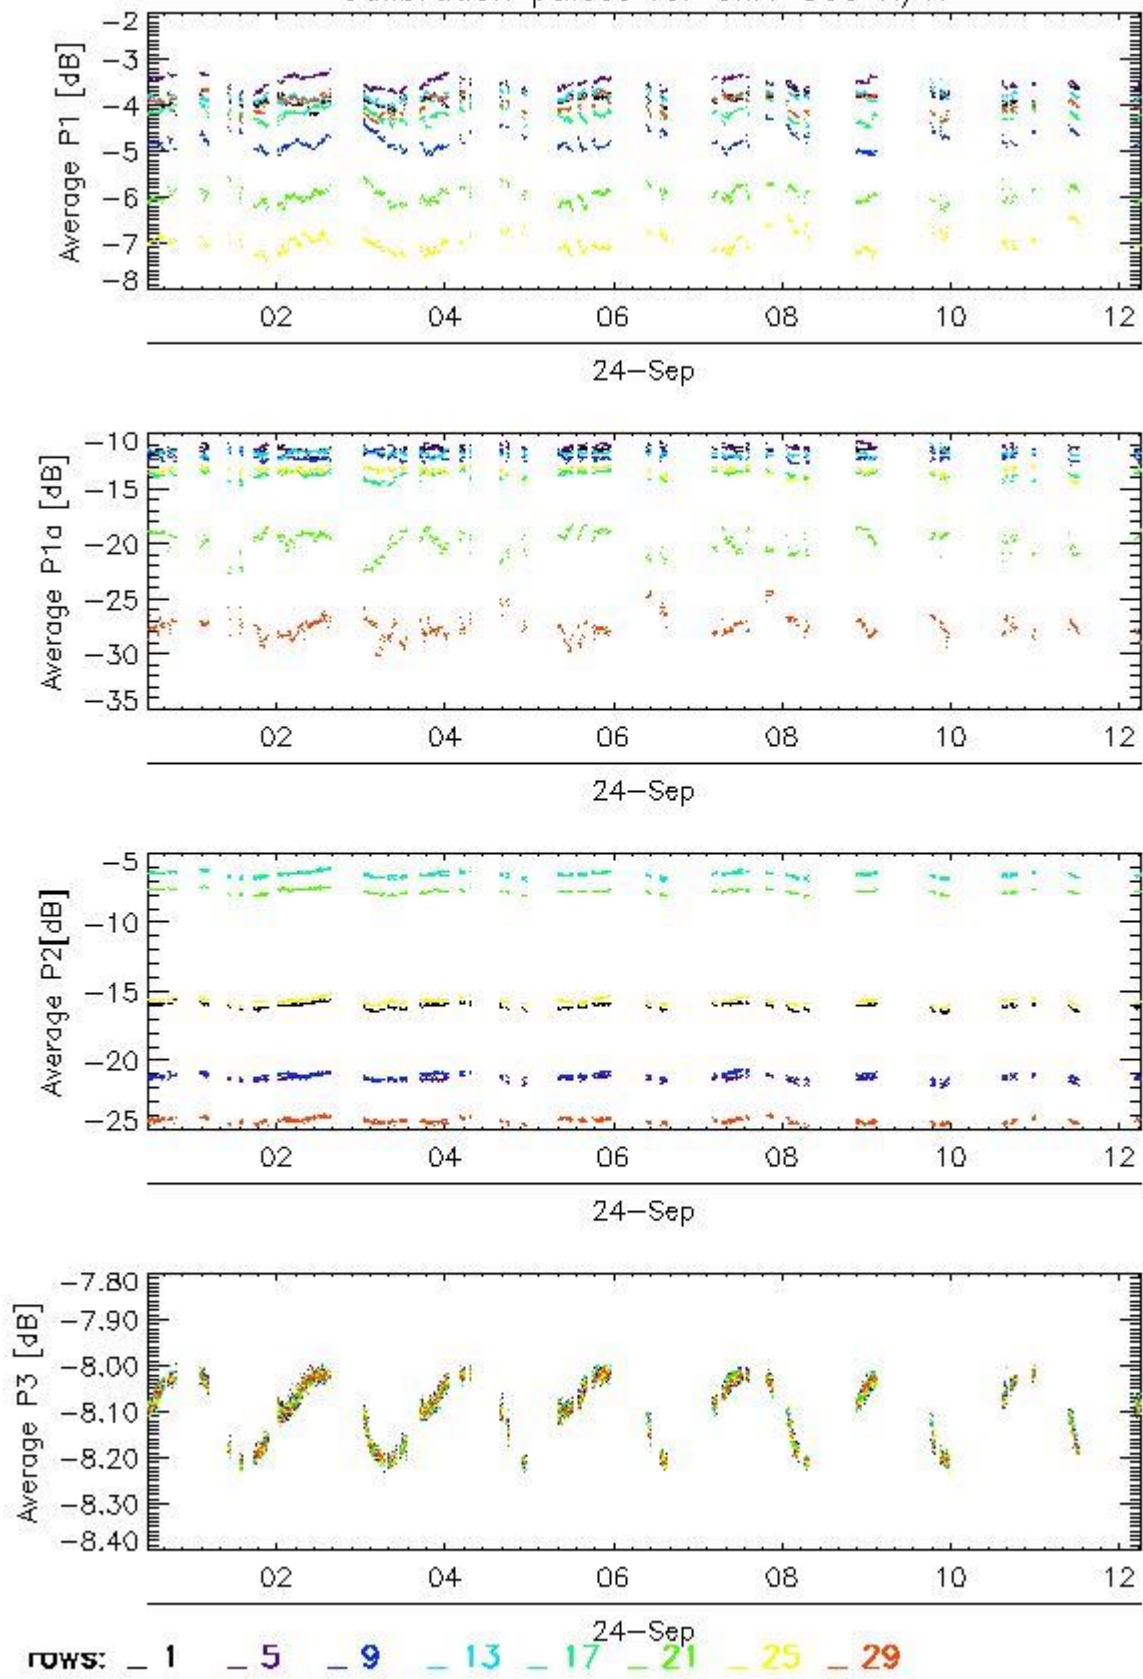 −2
−3
−4
−5
−6
−7
−8
Average P1 [dB]
02 04 06 08 10 12
24−Sep
−10
−15
−20
−25
−30
−35
Average P1a [dB]
02 04 06 08 10 12
24−Sep
−5
−10
−15
−20
−25
Average P2[dB]
02 04 06 08 10 12
24−Sep
−7.80
−7.90
−8.00
−8.10
−8.20
−8.30
−8.40
Average P3 [dB]
02 04 06 08 10 12
24−Sep
rows: _ 1 _ 5 _ 9 _ 13 _ 17 _ 21 _ 25 _ 29